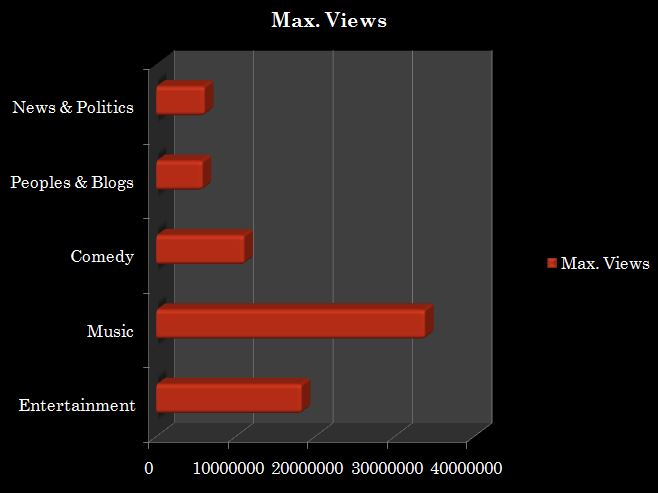 Max. Views
News & Politics
Peoples & Blogs
Comedy
Music
Entertainment
Max. Views
0 10000000 20000000 30000000 40000000